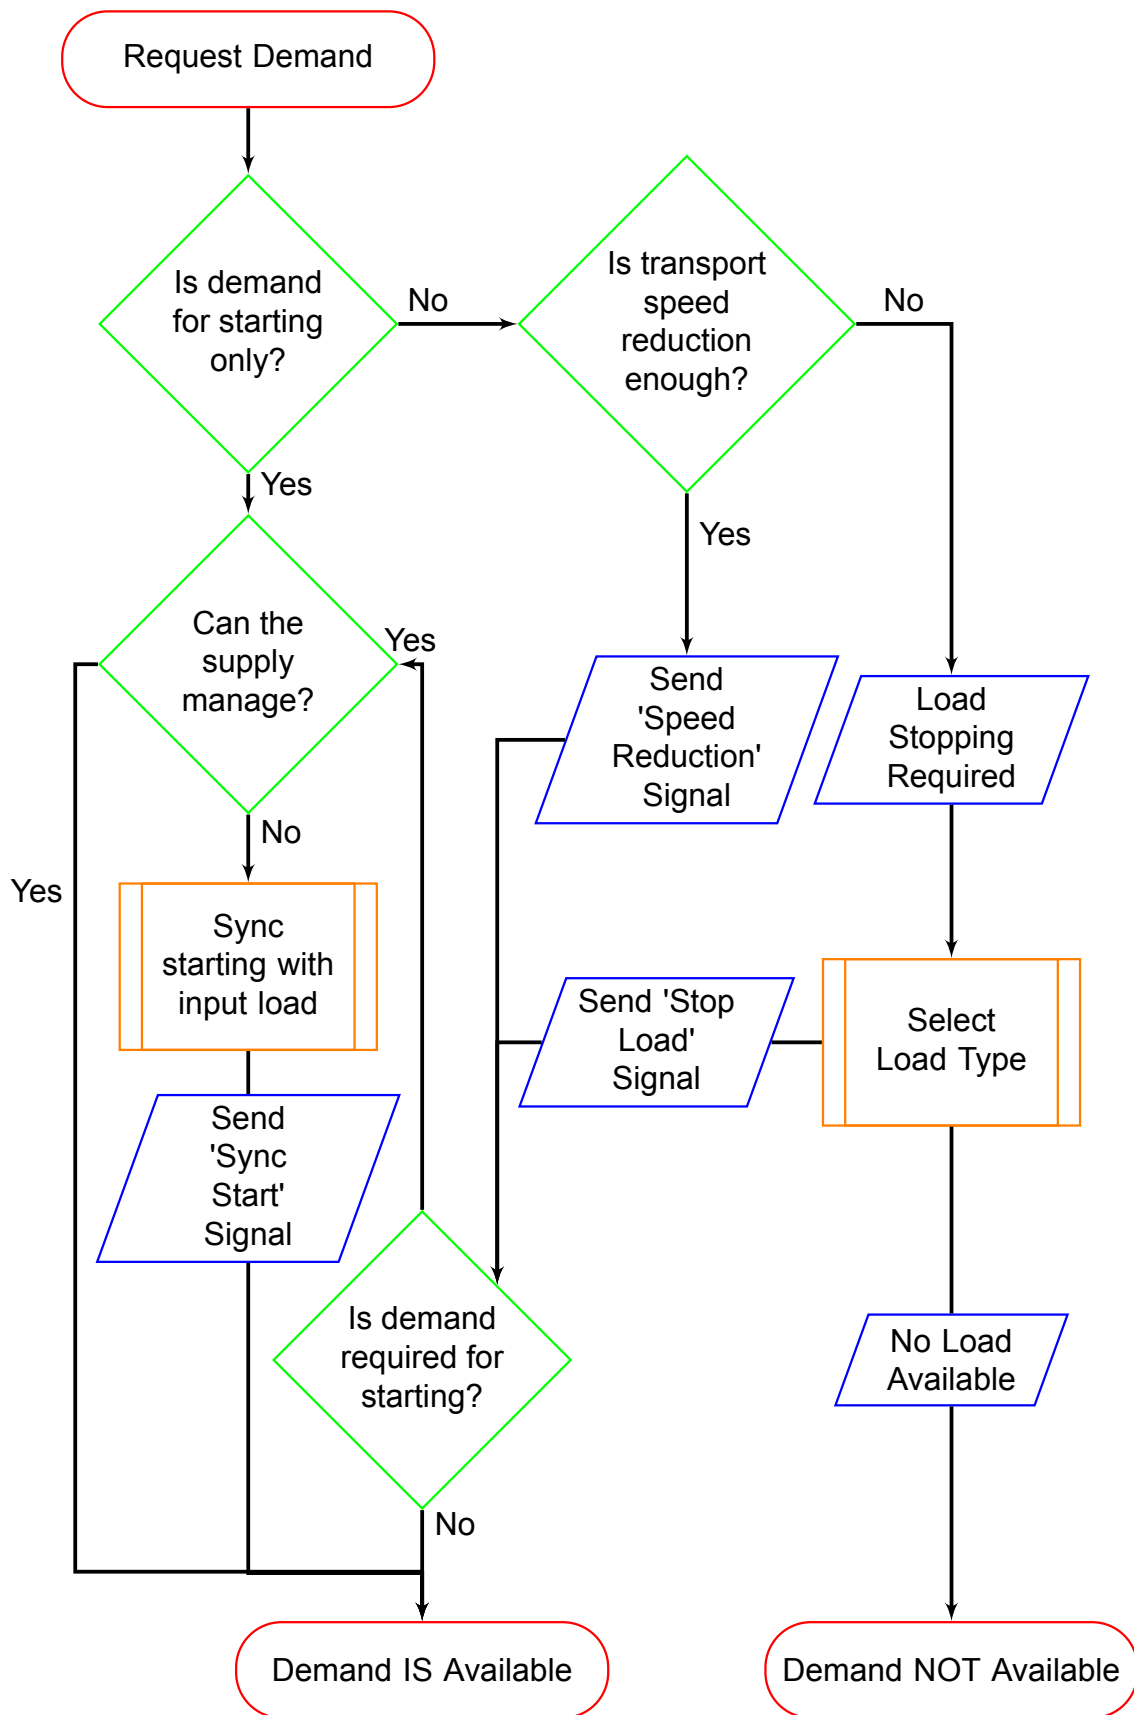 Request Demand
Is demand
for starting
only?
No
Is transport
speed
reduction
enough?
No
Yes
Yes
Can the
supply
manage?
Yes
Send
'Speed
Reduction'
Signal
Load
Stopping
Required
No
Yes
Sync
starting with
input load
Send 'Stop
Load'
Signal
Select
Load Type
Send
'Sync
Start'
Signal
Is demand
required for
starting?
No Load
Available
No
Demand IS Available
Demand NOT Available